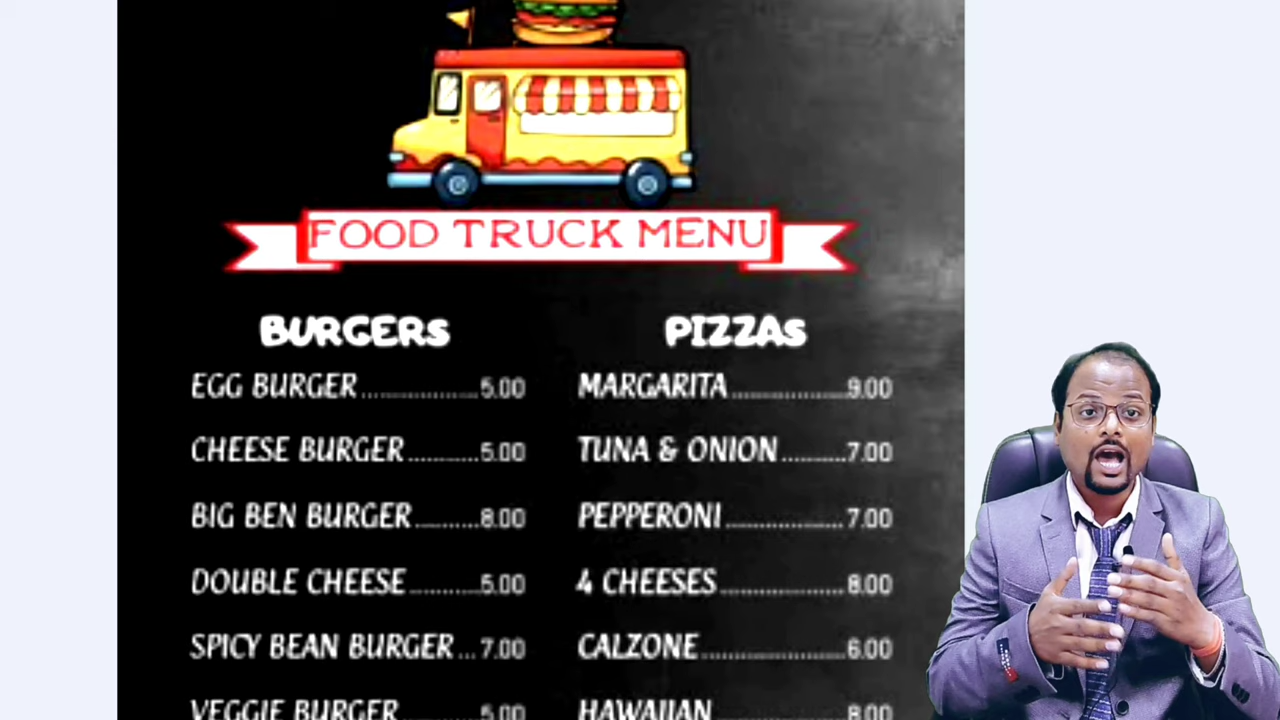 FOOD TRUCK MENU
BURGERs
EGG BURGER....................5.00
CHEESE BURGER............5.00
BIG BEN BURGER...........8.00
DOUBLE CHEESE............5.00
SPICY BEAN BURGER...7.00
VEGGIE BURGER 5.00
PIZZAs
MARGARITA....................9.00
TUNA & ONION...........7.00
PEPPERONI....................7.00
4 CHEESES.....................8.00
CALZONE........................6.00
HAWAIIAN 8.00